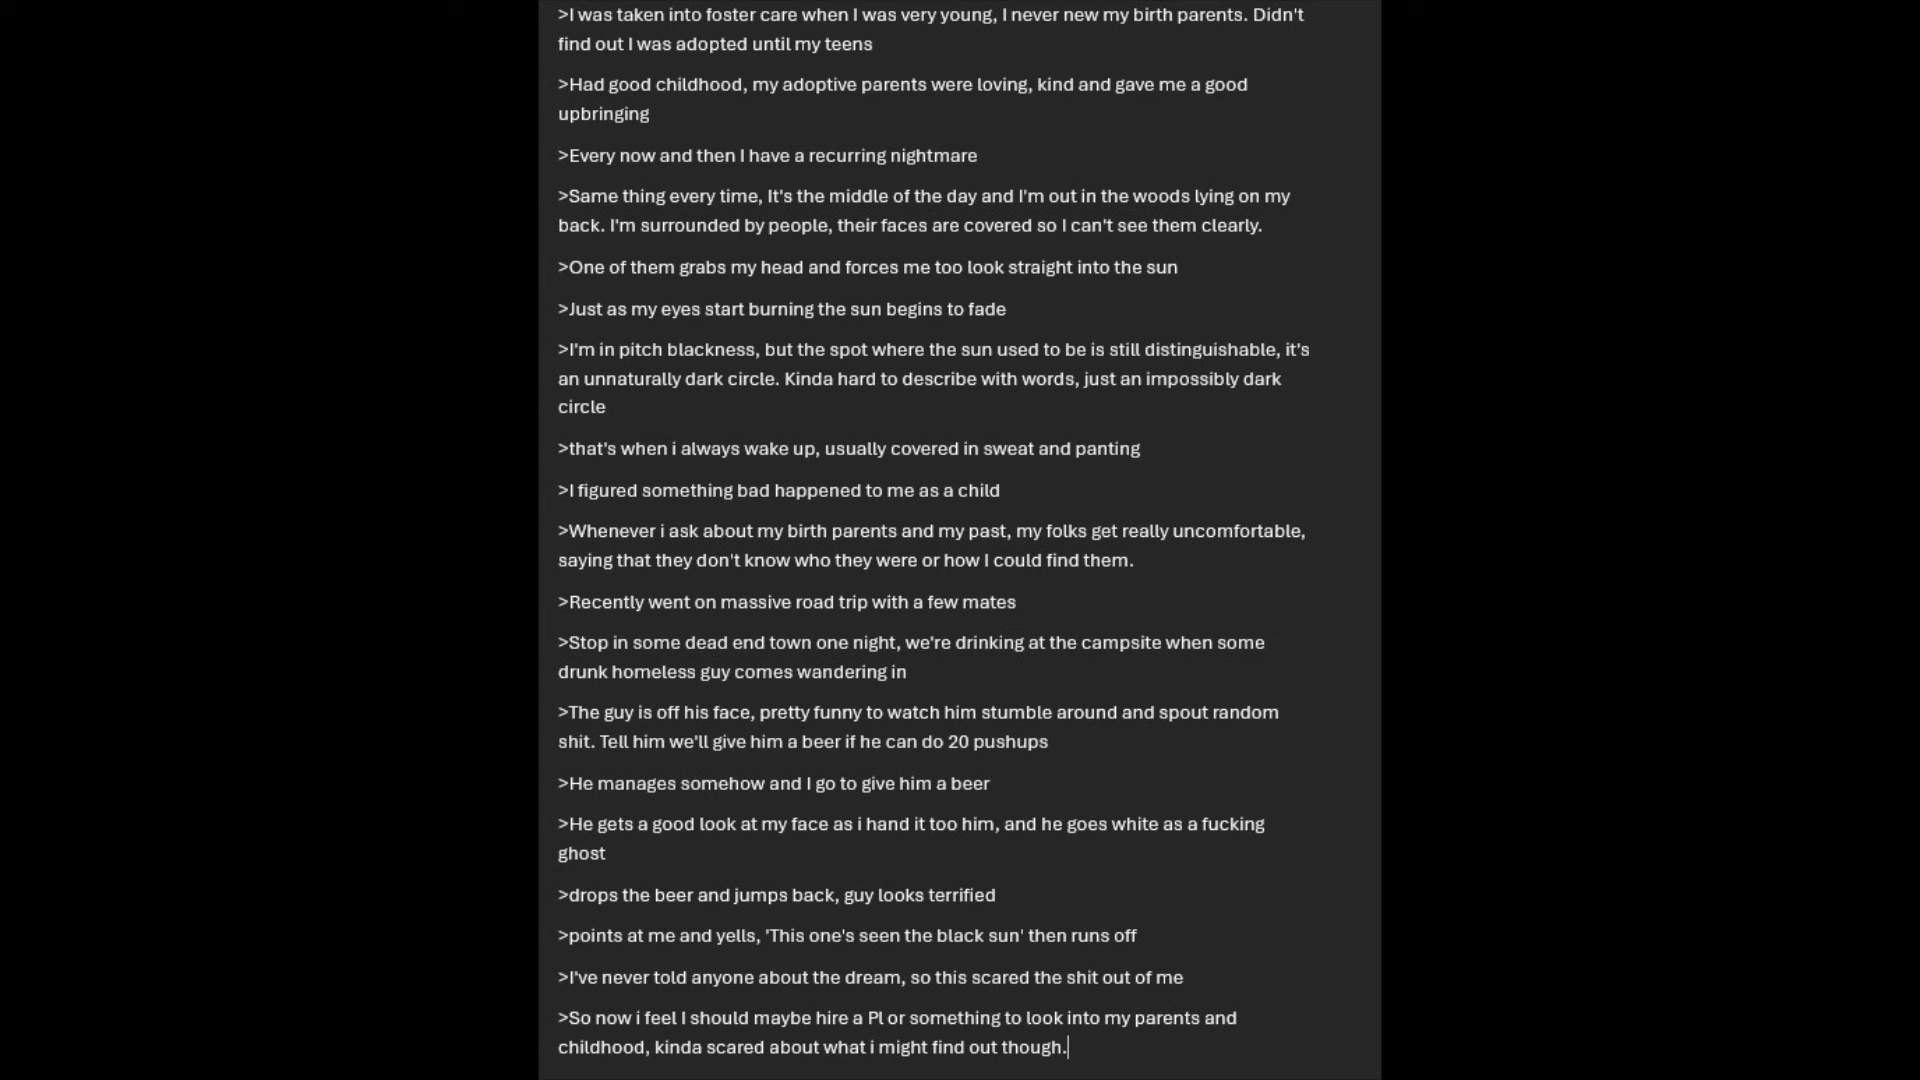 >I was taken into foster care when I was very young, I never new my birth parents. Didn't
find out I was adopted until my teens
>Had good childhood, my adoptive parents were loving, kind and gave me a good
upbringing
>Every now and then I have a recurring nightmare
>Same thing every time, It's the middle of the day and I'm out in the woods lying on my
back. I'm surrounded by people, their faces are covered so I can't see them clearly.
>One of them grabs my head and forces me too look straight into the sun
>Just as my eyes start burning the sun begins to fade
>I'm in pitch blackness, but the spot where the sun used to be is still distinguishable, it's
an unnaturally dark circle. Kinda hard to describe with words, just an impossibly dark
circle
>that's when i always wake up, usually covered in sweat and panting
>I figured something bad happened to me as a child
>Whenever i ask about my birth parents and my past, my folks get really uncomfortable,
saying that they don't know who they were or how I could find them.
>Recently went on massive road trip with a few mates
>Stop in some dead end town one night, we're drinking at the campsite when some
drunk homeless guy comes wandering in
>The guy is off his face, pretty funny to watch him stumble around and spout random
shit. Tell him we'll give him a beer if he can do 20 pushups
>He manages somehow and I go to give him a beer
>He gets a good look at my face as i hand it too him, and he goes white as a fucking
ghost
>drops the beer and jumps back, guy looks terrified
>points at me and yells, 'This one's seen the black sun' then runs off
>I've never told anyone about the dream, so this scared the shit out of me
>So now i feel I should maybe hire a PI or something to look into my parents and
childhood, kinda scared about what i might find out though.